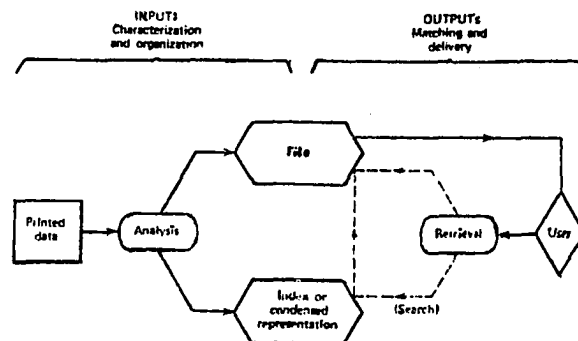 INPUTs
Characterization
and organization
OUTPUTs
Matching and
delivery
File
Printed
data
Analysis
Retrieval
User
Index or
condensed
representation
(Search)